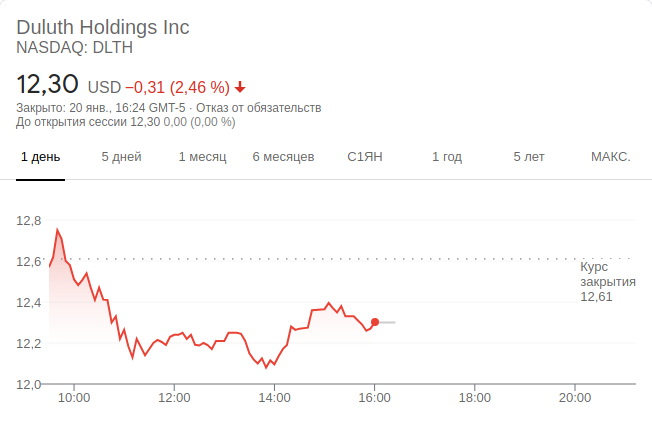 Duluth Holdings Inc
NASDAQ: DLTH
12,30 USD −0,31 (2,46 %)
Закрыто: 20 янв., 16:24 GMT-5 · Отказ от обязательств
До открытия сессии 12,30 0,00 (0,00 %)
1 день 5 дней 1 месяц 6 месяцев С1ЯН 1 год 5 лет МАКС.
12,8
12,6
Курс
закрытия
12,61
12,4
12,2
12,0
10:00 12:00 14:00 16:00 18:00 20:00